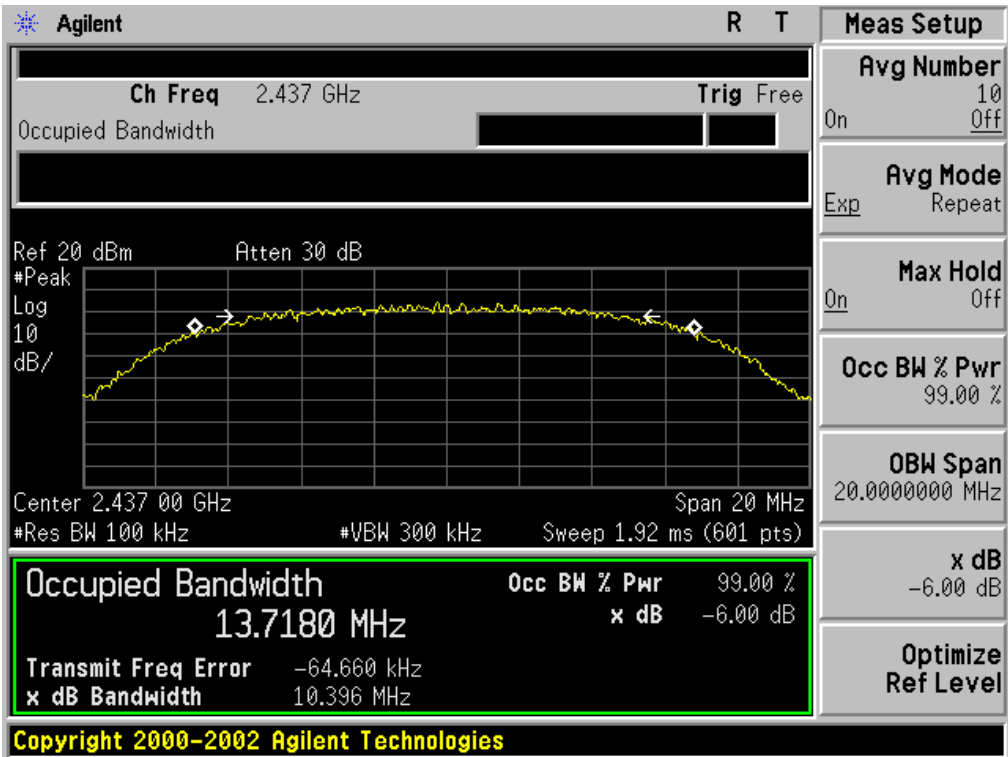 Agilent R T
Ch Freq 2.437 GHz Trig Free
Occupied Bandwidth
Ref 20 dBm Atten 30 dB
#Peak
Log
10
dB/
Center 2.437 00 GHz Span 20 MHz
#Res BW 100 kHz #VBW 300 kHz Sweep 1.92 ms (601 pts)
Occupied Bandwidth Occ BW % Pwr 99.00 %
13.7180 MHz x dB -6.00 dB
Transmit Freq Error -64.660 kHz
x dB Bandwidth 10.396 MHz
Copyright 2000-2002 Agilent Technologies
Meas Setup
Avg Number
10
On Off
Avg Mode
Exp Repeat
Max Hold
On Off
Occ BW % Pwr
99.00 %
OBW Span
20.0000000 MHz
x dB
-6.00 dB
Optimize
Ref Level